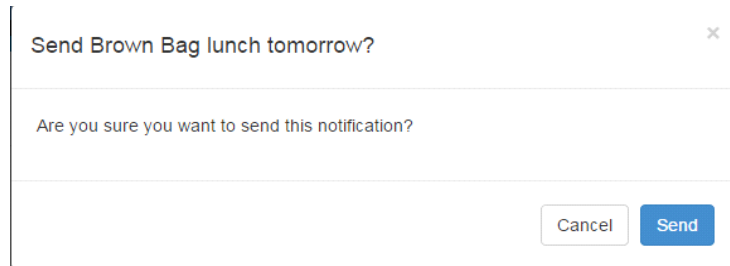 Send Brown Bag lunch tomorrow?
×
Are you sure you want to send this notification?
Cancel Send